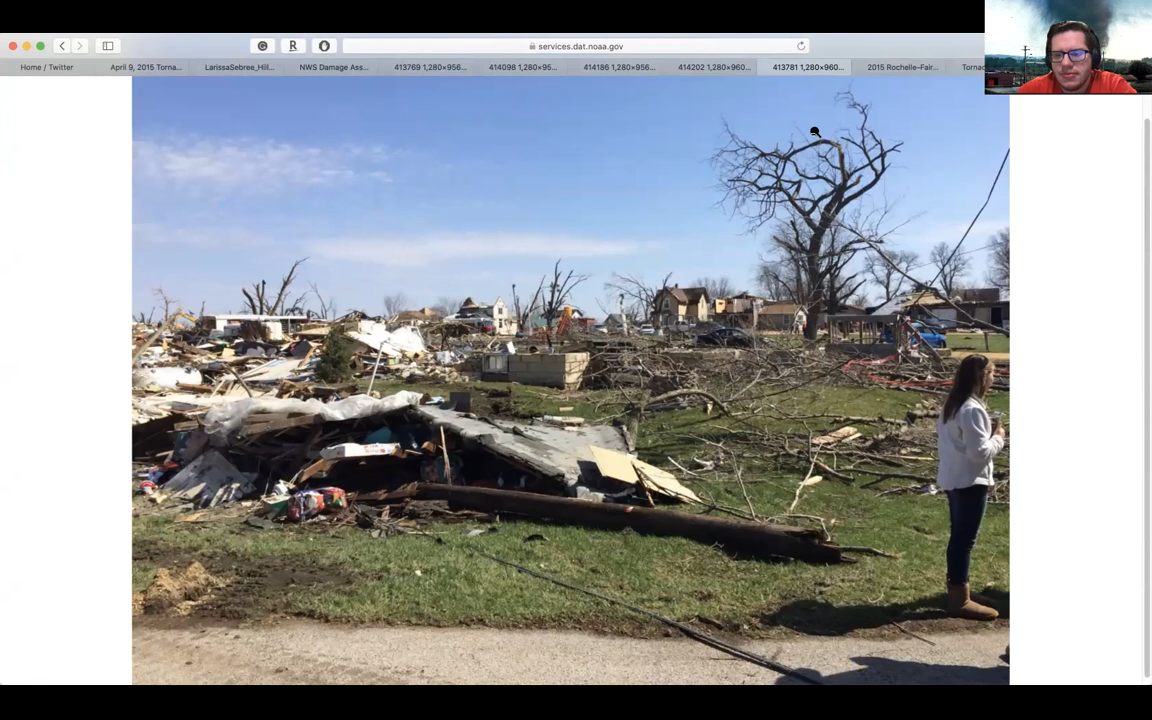 services.dat.noaa.gov
Home / Twitter
April 9, 2015 Torna...
LarissaSebree_Hill...
NWS Damage Ass...
413769 1,280×956...
414098 1,280×95...
414186 1,280×956...
414202 1,280×960...
413781 1,280×960...
2015 Rochelle–Fair...
Torna